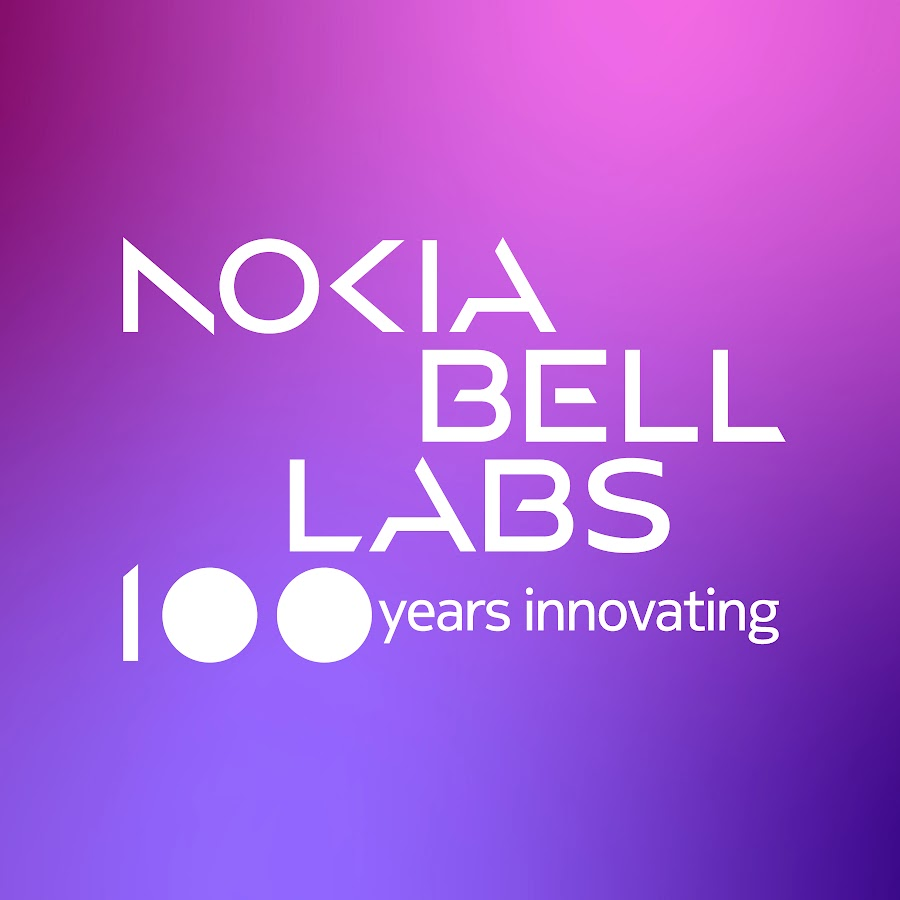 NOKIA
BELL
LABS
100 years innovating